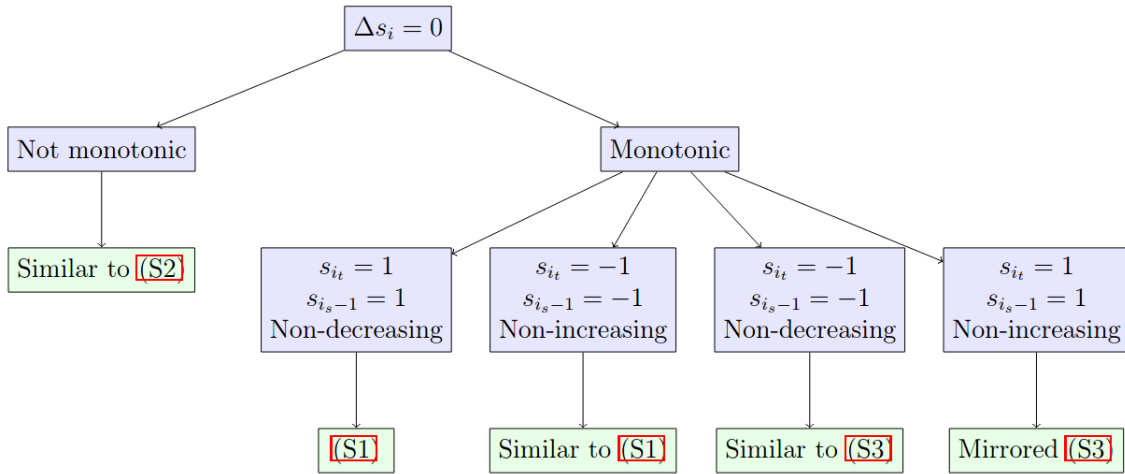 Δs_i = 0
Not monotonic
Monotonic
Similar to (S2)
s_{i_t} = 1
s_{i_s−1} = 1
Non-decreasing
s_{i_t} = −1
s_{i_s−1} = −1
Non-increasing
s_{i_t} = −1
s_{i_s−1} = −1
Non-decreasing
s_{i_t} = 1
s_{i_s−1} = 1
Non-increasing
(S1)
Similar to (S1)
Similar to (S3)
Mirrored (S3)